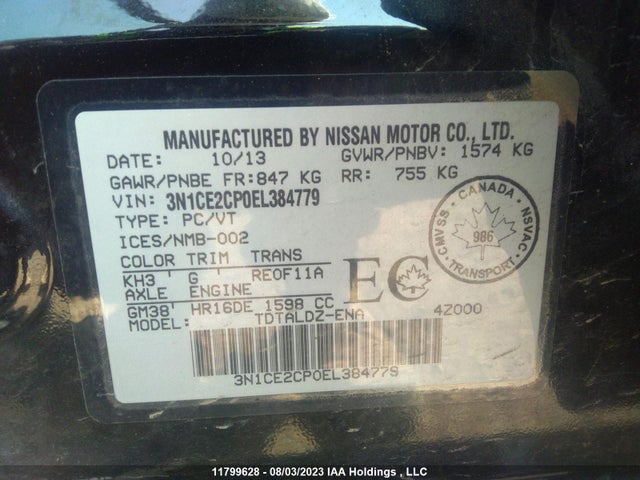 MANUFACTURED BY NISSAN MOTOR CO., LTD.
DATE: 10/13 GVWR/PNBV: 1574 KG
GAWR/PNBE FR: 847 KG RR: 755 KG
VIN: 3N1CE2CP0EL384779
TYPE: PC/VT
ICES/NMB-002
COLOR TRIM TRANS
KH3 G RE0F11A
AXLE ENGINE
GM38 HR16DE 1598 CC
MODEL: TDTALDZ-ENA 4Z000
EC
CMVSS · CANADA · NSVAC · TRANSPORT ·
986
3N1CE2CP0EL384779
11799628 - 08/03/2023 IAA Holdings , LLC